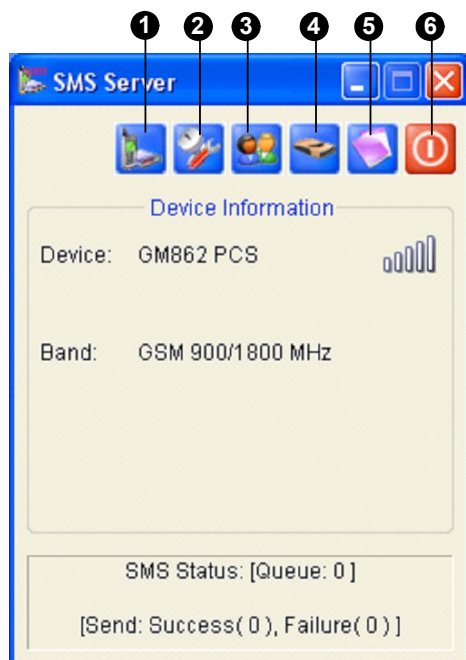 1 2 3 4 5 6
SMS Server
Device Information
Device: GM862 PCS
Band: GSM 900/1800 MHz
SMS Status: [Queue: 0 ]
[Send: Success( 0 ), Failure( 0 ) ]